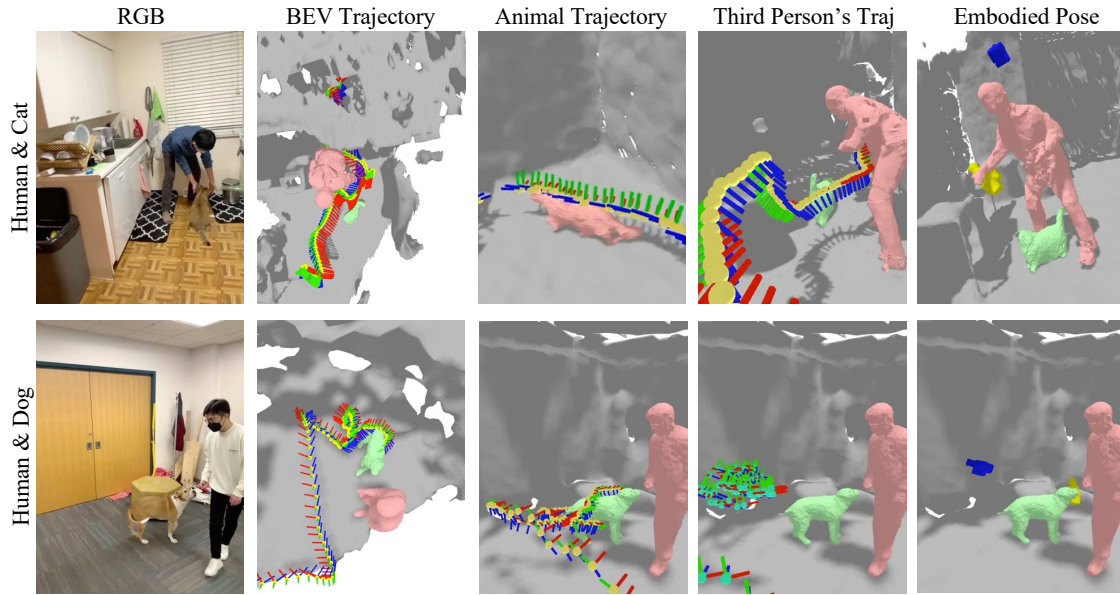 RGB
BEV Trajectory
Animal Trajectory
Third Person's Traj
Embodied Pose
Human & Cat
Human & Dog